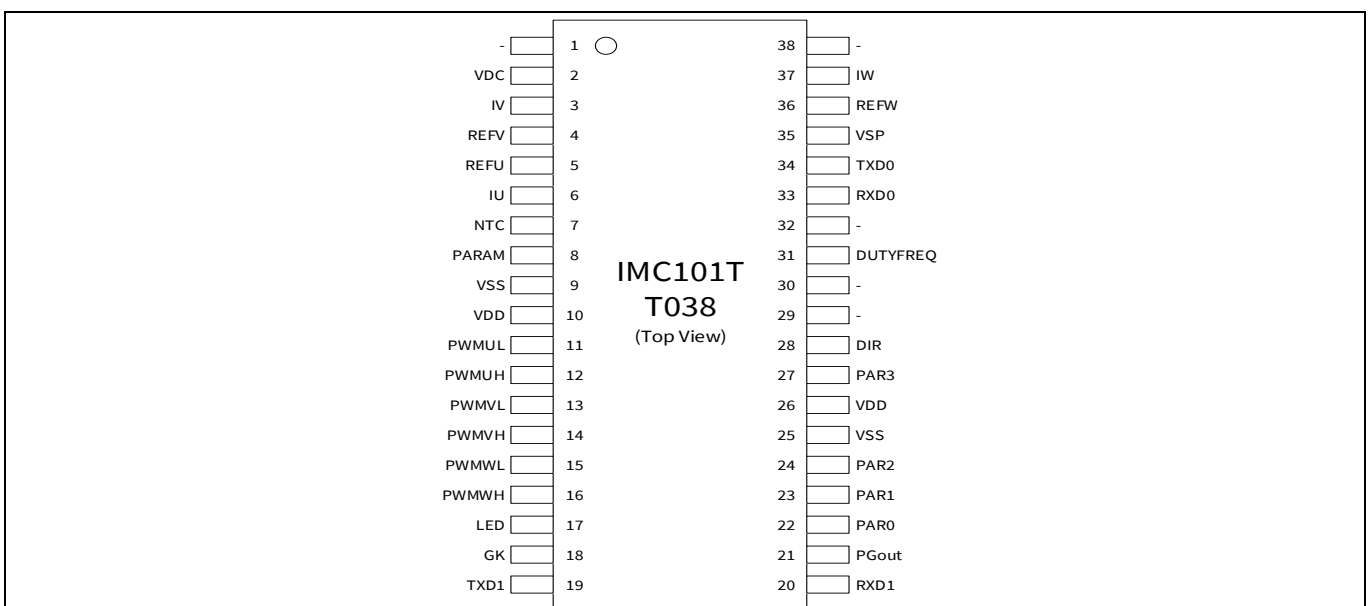 - 1 38 -
VDC 2 37 IW
IV 3 36 REFW
REFV 4 35 VSP
REFU 5 34 TXD0
IU 6 33 RXD0
NTC 7 32 -
PARAM 8 31 DUTYFREQ
VSS 9 30 -
VDD 10 29 -
PWMUL 11 28 DIR
PWMUH 12 27 PAR3
PWMVL 13 26 VDD
PWMVH 14 25 VSS
PWMWL 15 24 PAR2
PWMWH 16 23 PAR1
LED 17 22 PAR0
GK 18 21 PGout
TXD1 19 20 RXD1
IMC101T
T038
(Top View)